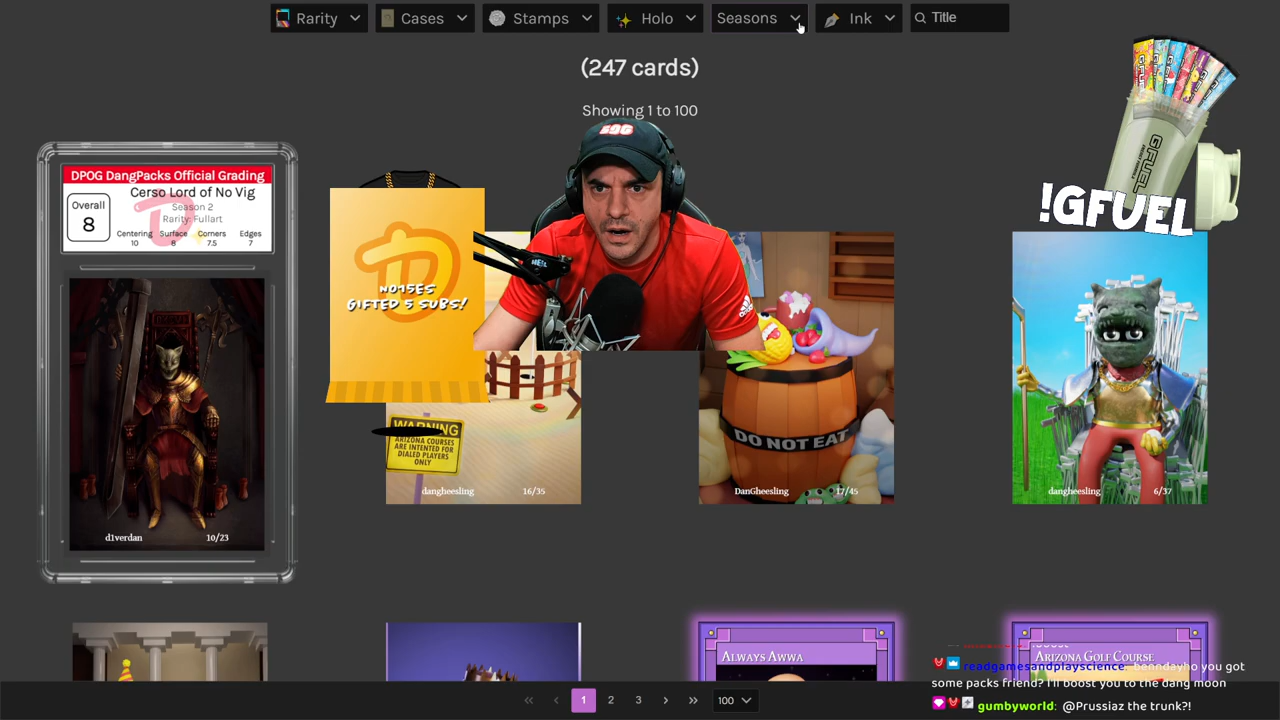 Rarity
Cases
Stamps
Holo
Seasons
Ink
Title
(247 cards)
Showing 1 to 100
!GFUEL
DPOG DangPacks Official Grading
Overall
8
Cerso Lord of No Vig
Season 2
Rarity: Fullart
Centering
10
Surface
8
Corners
7.5
Edges
7
d1verdan
10/23
NO15ES
GIFTED 5 SUBS!
WARNING
ARIZONA COURSES
ARE INTENTED FOR
DIALED PLAYERS
ONLY
dangheesling
16/35
DO NOT EAT
DanGheesling
17/45
dangheesling
6/37
ALWAYS AWWA
ARIZONA GOLF COURSE
readgamesandplayscience: benndayho you got
some packs friend? I'll boost you to the dang moon
gumbyworld: @Prussiaz the trunk?!
1
2
3
100